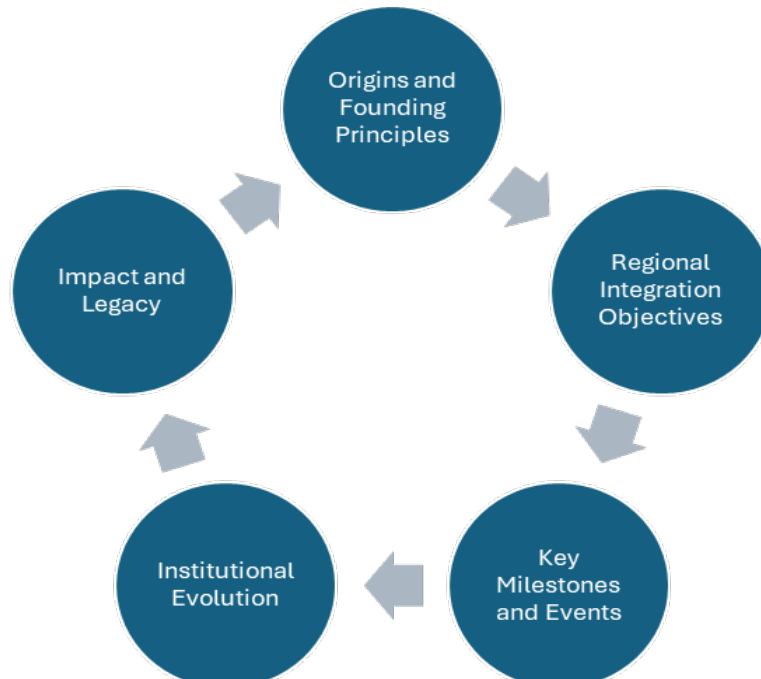 Origins and
Founding
Principles
Regional
Integration
Objectives
Key
Milestones
and Events
Institutional
Evolution
Impact and
Legacy